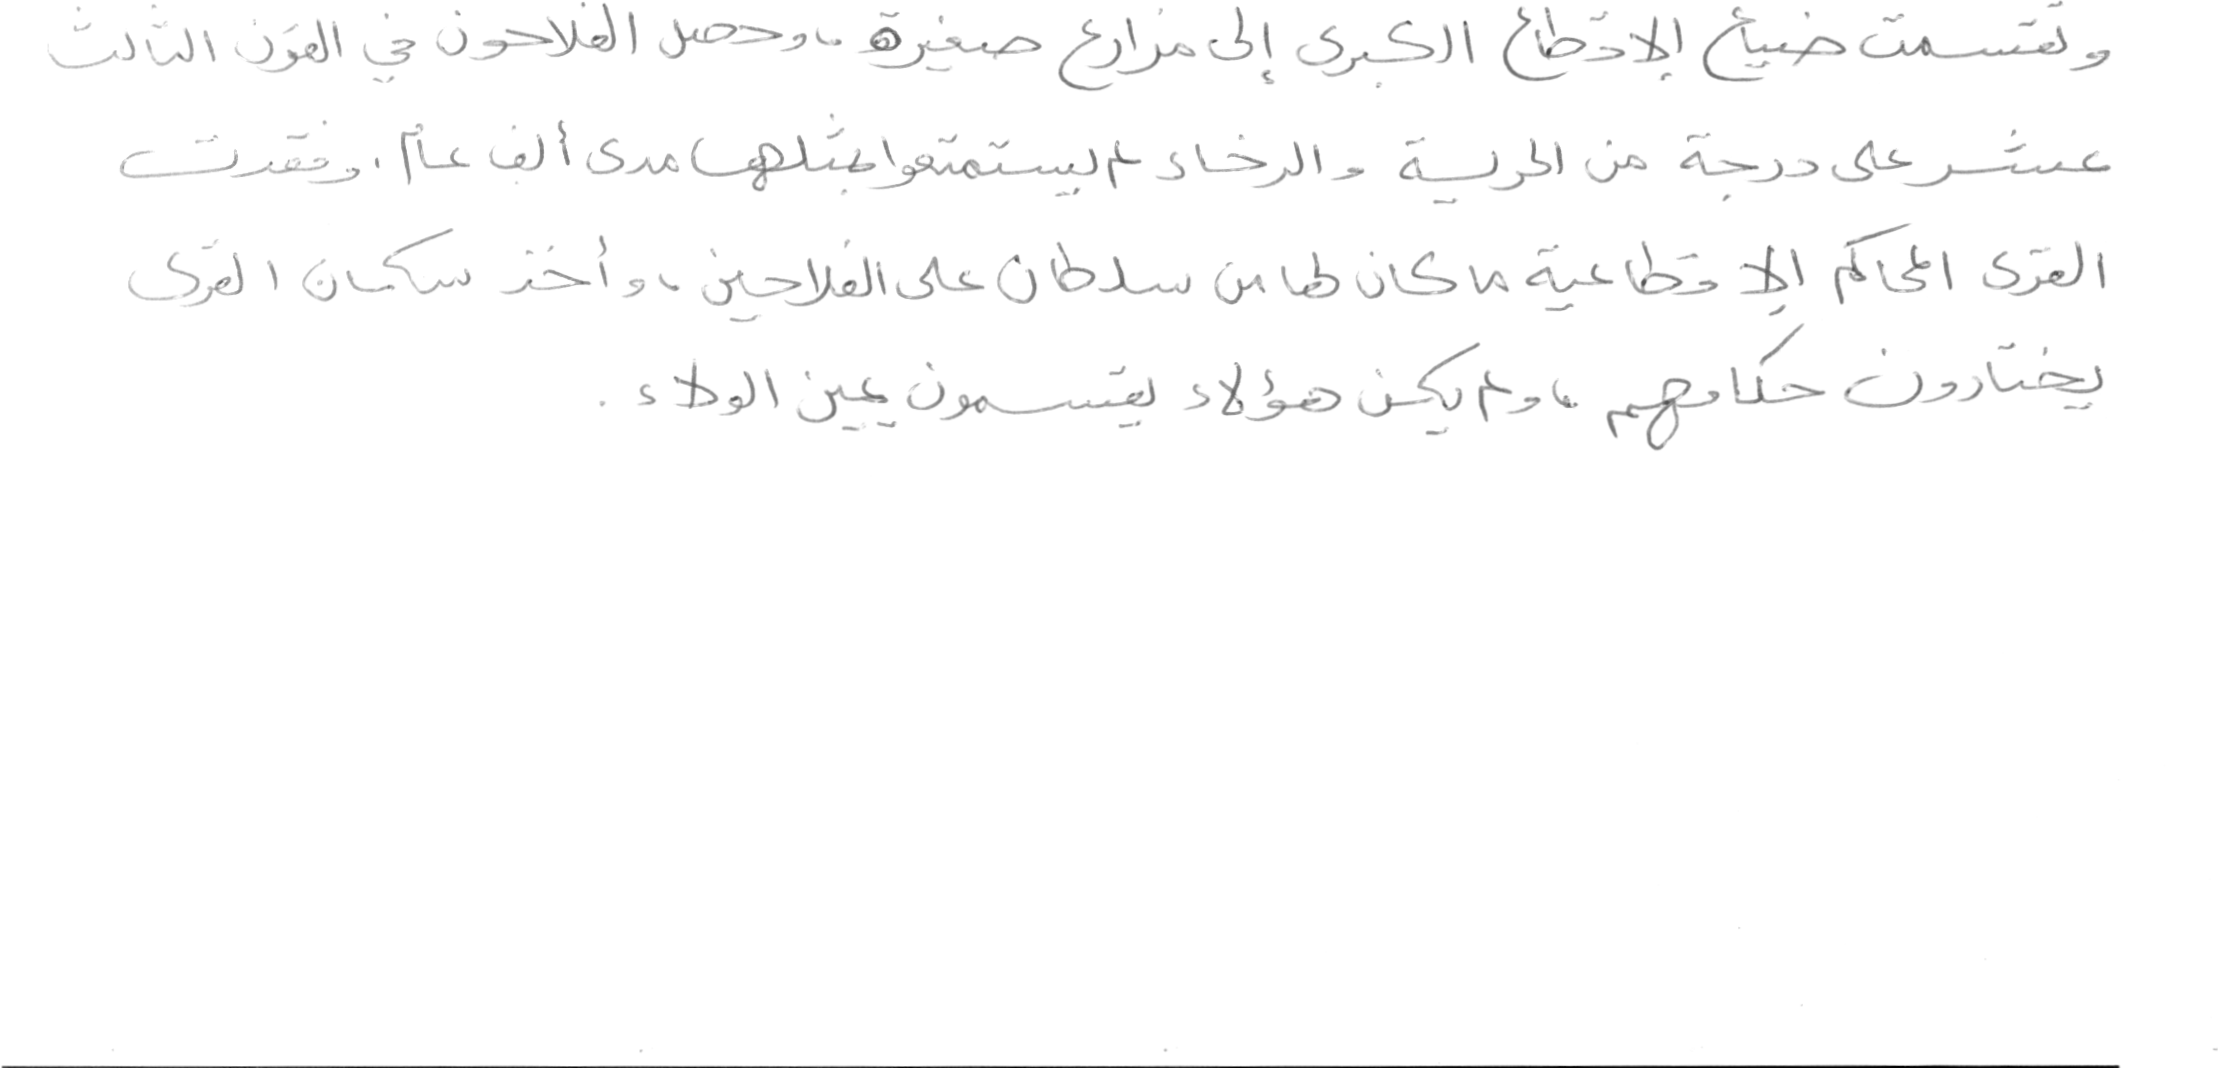 وتقسمت ضياع الإقطاع الكبرى إلى مزارع صغيرة، وحصل الفلاحون في القرن الثالث
عشر على درجة من الحرية والرخاء لم يستمتعوا بمثلها مدى ألف عام. وفقدت
القرى المحاكم الإقطاعية ما كان لها من سلطان على الفلاحين، وأخذ سكان القرى
يختارون حكامهم، ولم يكن هؤلاء يقسمون يمين الولاء.